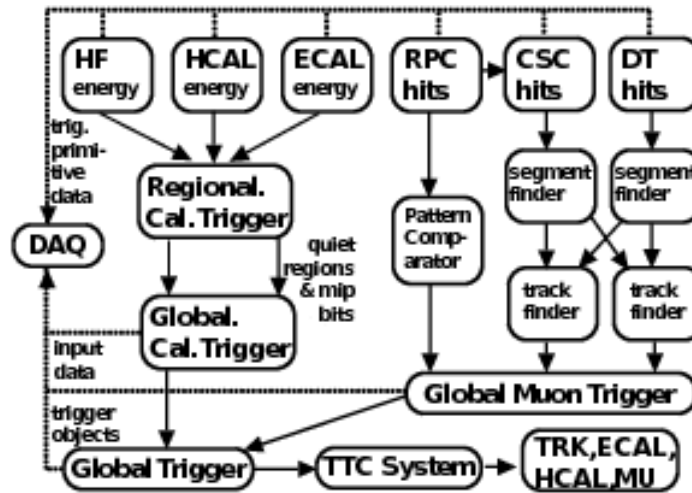 HF
energy
HCAL
energy
ECAL
energy
RPC
hits
CSC
hits
DT
hits
trig.
primi-
tive
data
Regional.
Cal. Trigger
segment
finder
segment
finder
Pattern
Comp-
arator
DAQ
quiet
regions
& mip
bits
track
finder
track
finder
Global.
Cal. Trigger
input
data
Global Muon Trigger
trigger
objects
Global Trigger
TTC System
TRK,ECAL,
HCAL,MU